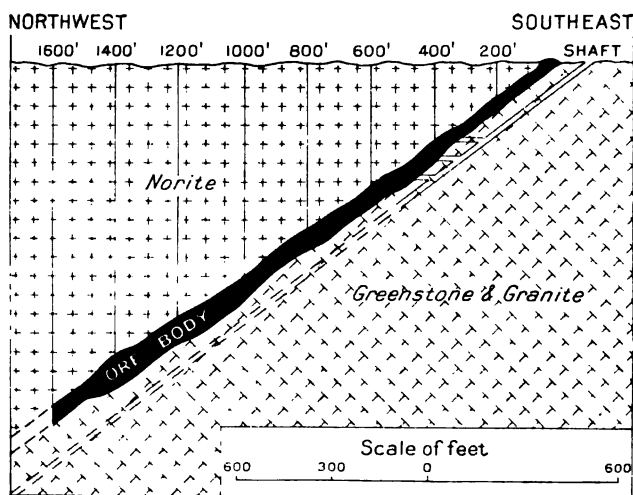 NORTHWEST SOUTHEAST
1600' 1400' 1200' 1000' 800' 600' 400' 200' SHAFT
Norite
Greenstone & Granite
ORE BODY
Scale of feet
600 300 0 600